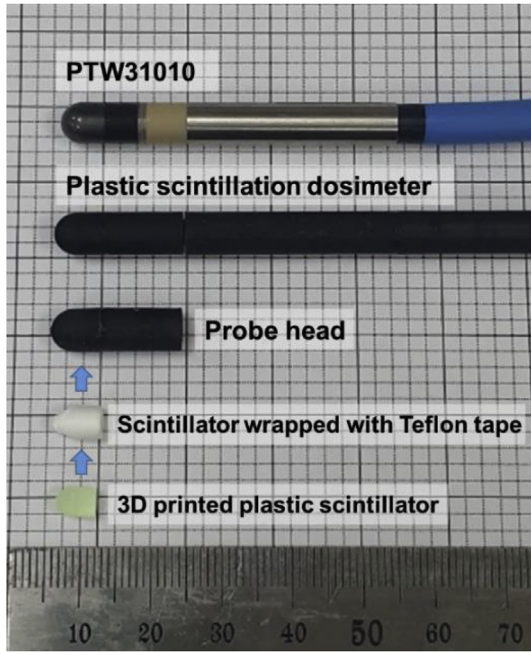 PTW31010
Plastic scintillation dosimeter
Probe head
Scintillator wrapped with Teflon tape
3D printed plastic scintillator
10 20 30 40 50 60 70